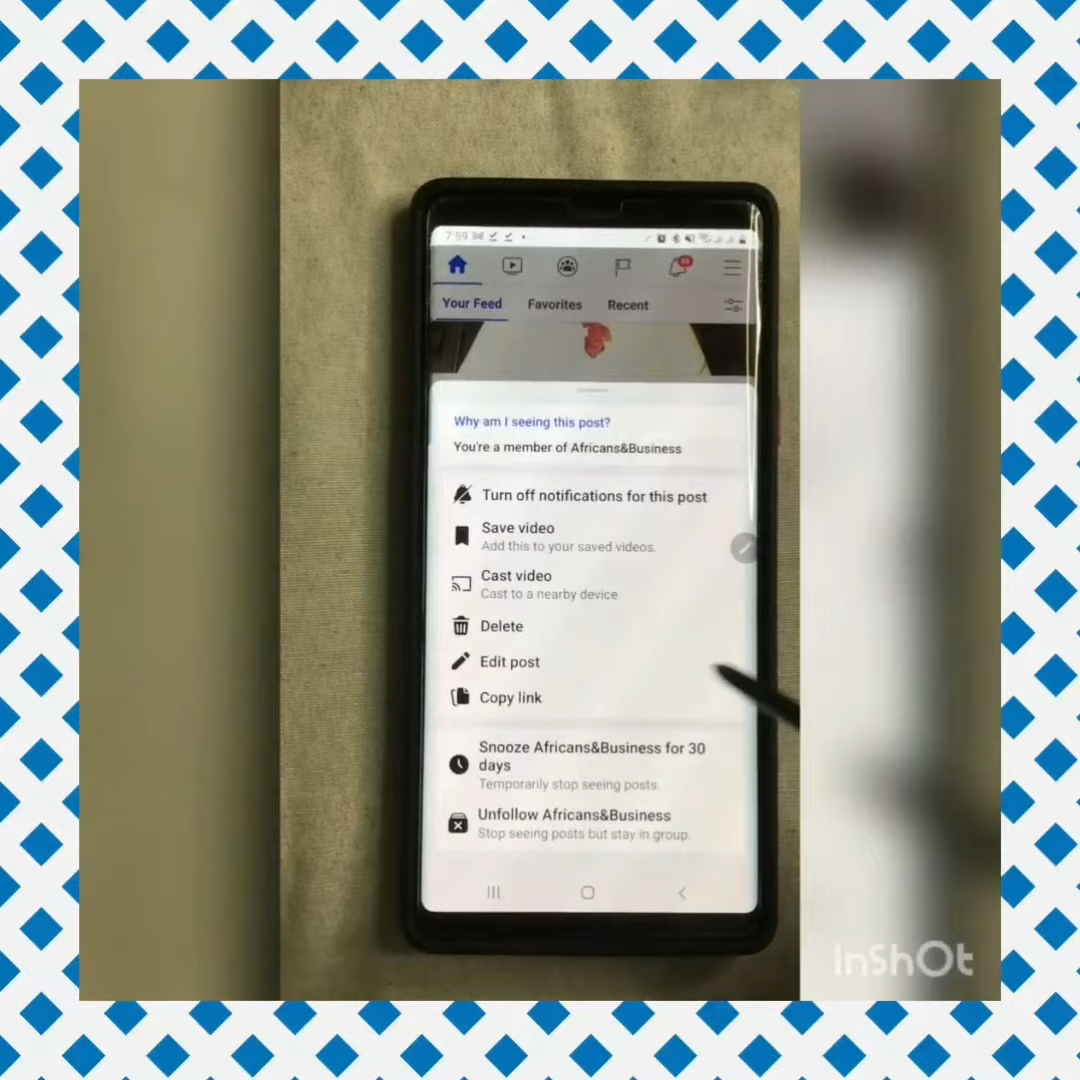 7:59
Your Feed Favorites Recent
Why am I seeing this post?
You're a member of Africans&Business
Turn off notifications for this post
Save video
Add this to your saved videos.
Cast video
Cast to a nearby device
Delete
Edit post
Copy link
Snooze Africans&Business for 30
days
Temporarily stop seeing posts.
Unfollow Africans&Business
Stop seeing posts but stay in group.
InShOt